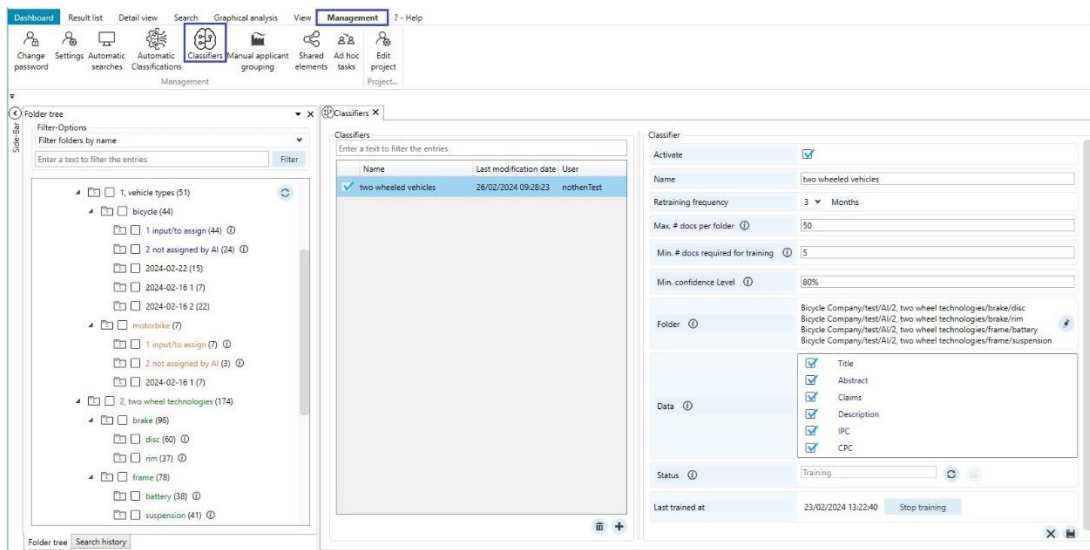 Dashboard Result list Detail view Search Graphical analysis View Management ? - Help
Change password
Settings
Automatic searches
Automatic Classifications
Classifiers
Manual applicant grouping
Shared elements
Ad hoc tasks
Edit project
Management
Project...
Side-Bar
Folder tree
Filter-Options
Filter folders by name
Enter a text to filter the entries
Filter
1, vehicle types (51)
bicycle (44)
1 input/to assign (44)
2 not assigned by AI (24)
2024-02-22 (15)
2024-02-16 1 (7)
2024-02-16 2 (22)
motorbike (7)
1 input/to assign (7)
2 not assigned by AI (3)
2024-02-16 1 (7)
2, two wheel technologies (174)
brake (96)
disc (60)
rim (37)
frame (78)
battery (38)
suspension (41)
Folder tree Search history
Classifiers X
Classifiers
Enter a text to filter the entries
Name Last modification date User
two wheeled vehicles 26/02/2024 09:28:23 nothenTest
Classifier
Activate
Name two wheeled vehicles
Retraining frequency 3 Months
Max. # docs per folder 50
Min. # docs required for training 5
Min. confidence Level 80%
Folder
Bicycle Company/test/AI/2, two wheel technologies/brake/disc
Bicycle Company/test/AI/2, two wheel technologies/brake/rim
Bicycle Company/test/AI/2, two wheel technologies/frame/battery
Bicycle Company/test/AI/2, two wheel technologies/frame/suspension
Data
Title
Abstract
Claims
Description
IPC
CPC
Status Training
Last trained at 23/02/2024 13:22:40 Stop training